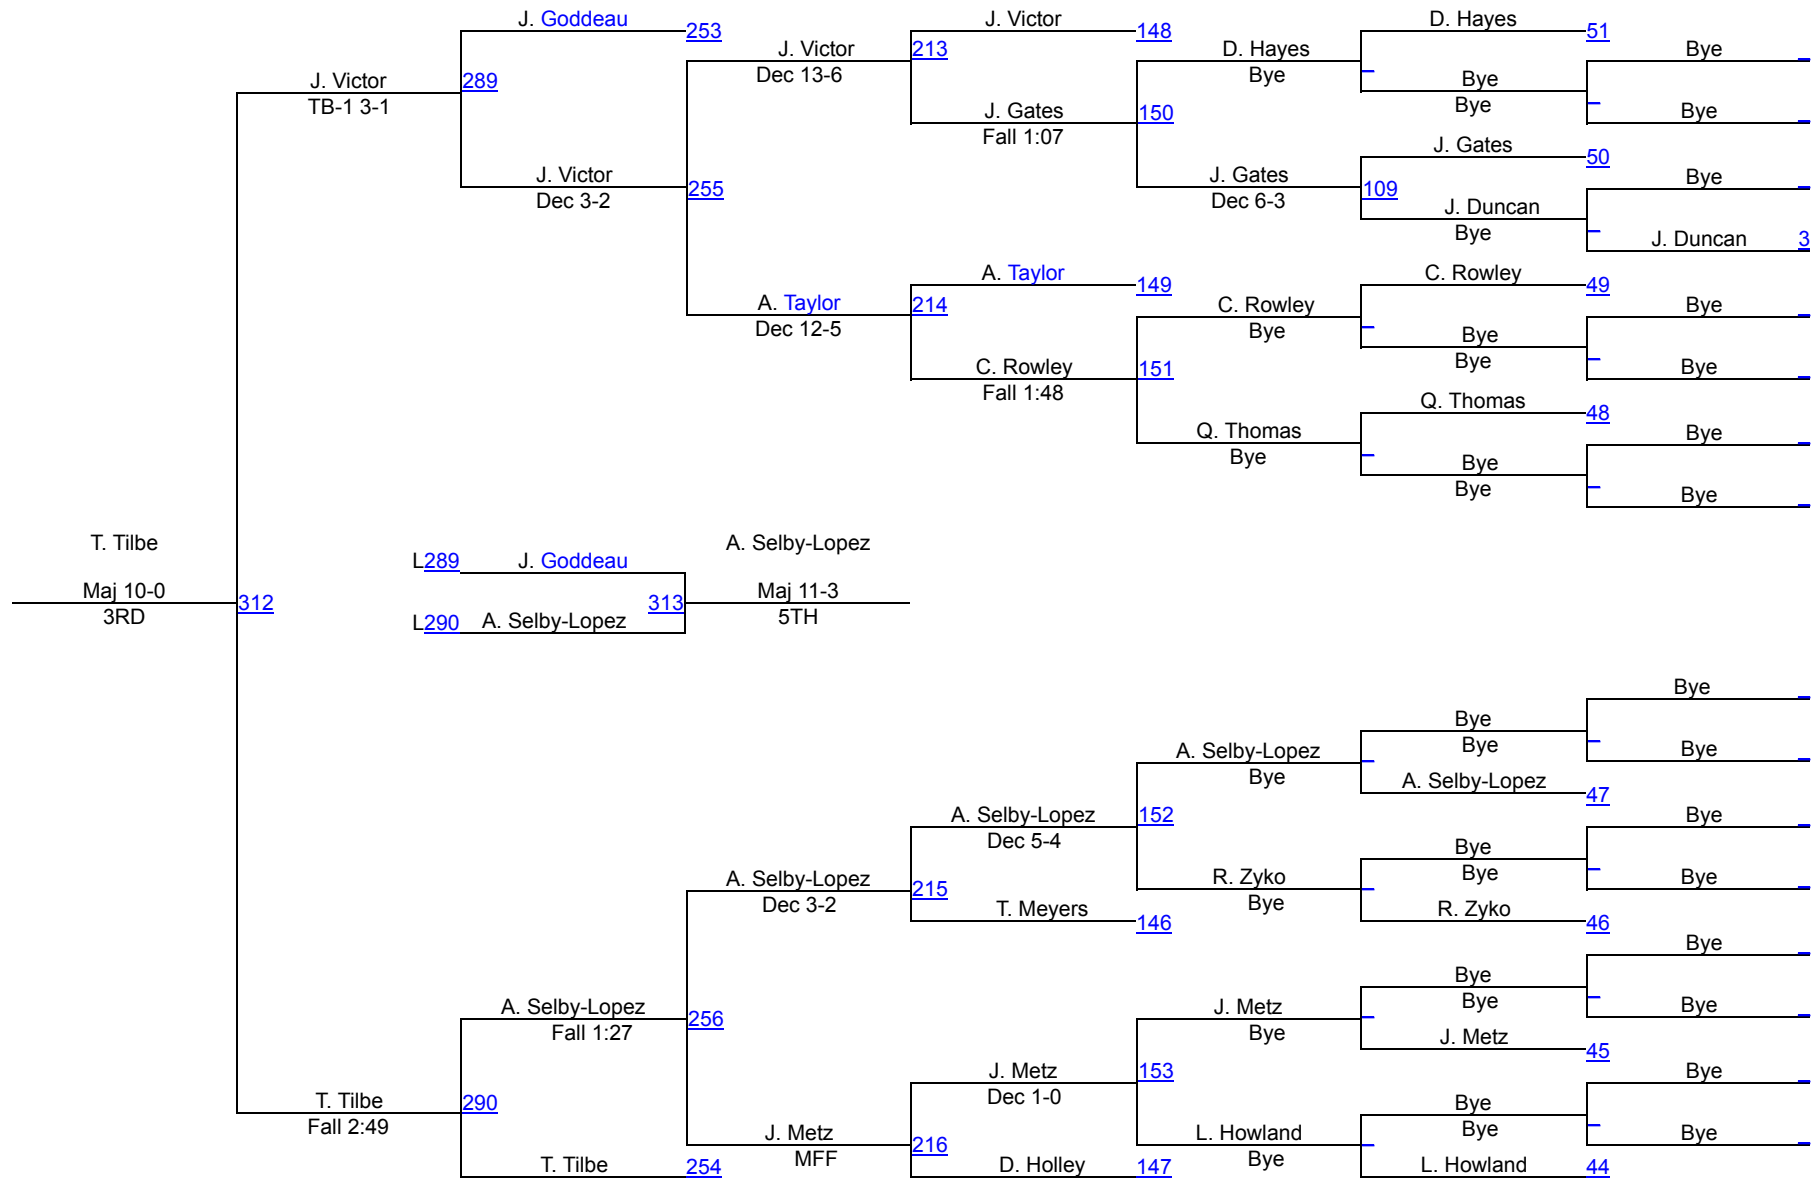 J. Goddeau
253
J. Victor
148
D. Hayes
51
J. Victor
Dec 13-6
213
D. Hayes
Bye
Bye
J. Victor
TB-1 3-1
289
Bye
Bye
Bye
J. Gates
Fall 1:07
150
J. Gates
50
J. Victor
Dec 3-2
255
J. Gates
Dec 6-3
109
Bye
J. Duncan
Bye
J. Duncan
3
A. Taylor
149
C. Rowley
49
A. Taylor
Dec 12-5
214
C. Rowley
Bye
Bye
Bye
Bye
Bye
C. Rowley
Fall 1:48
151
Q. Thomas
48
Q. Thomas
Bye
Bye
Bye
Bye
Bye
T. Tilbe
Maj 10-0
3RD
312
L289
J. Goddeau
L290
A. Selby-Lopez
313
A. Selby-Lopez
Maj 11-3
5TH
Bye
Bye
Bye
Bye
A. Selby-Lopez
Bye
A. Selby-Lopez
47
A. Selby-Lopez
Dec 5-4
152
Bye
Bye
Bye
Bye
A. Selby-Lopez
Dec 3-2
215
R. Zyko
Bye
T. Meyers
146
R. Zyko
46
Bye
Bye
Bye
Bye
A. Selby-Lopez
Fall 1:27
256
J. Metz
Bye
J. Metz
45
J. Metz
Dec 1-0
153
Bye
T. Tilbe
Fall 2:49
290
Bye
Bye
Bye
J. Metz
MFF
216
L. Howland
Bye
T. Tilbe
254
D. Holley
147
L. Howland
44